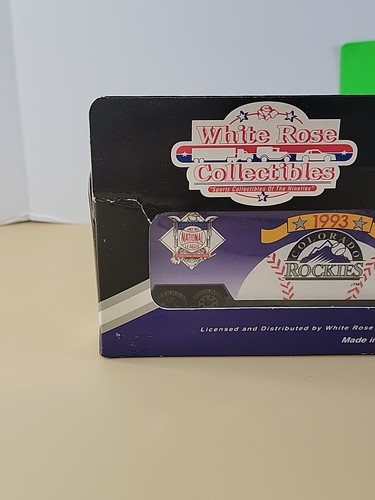 White Rose
Collectibles
"Sports Collectibles Of The Nineties"
NATIONAL
LEAGUE
1993
COLORADO
ROCKIES
Licensed and Distributed by White Rose
Made in